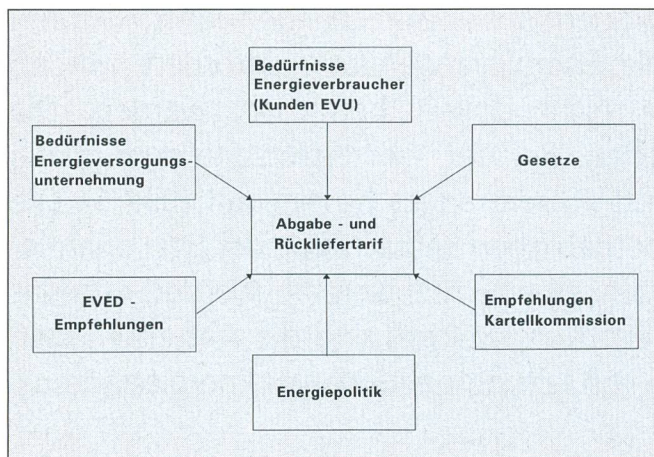 Bedürfnisse
Energieverbraucher
(Kunden EVU)
Bedürfnisse
Energieversorgungs-
unternehmung
Gesetze
Abgabe - und
Rückliefertarif
EVED -
Empfehlungen
Empfehlungen
Kartellkommission
Energiepolitik